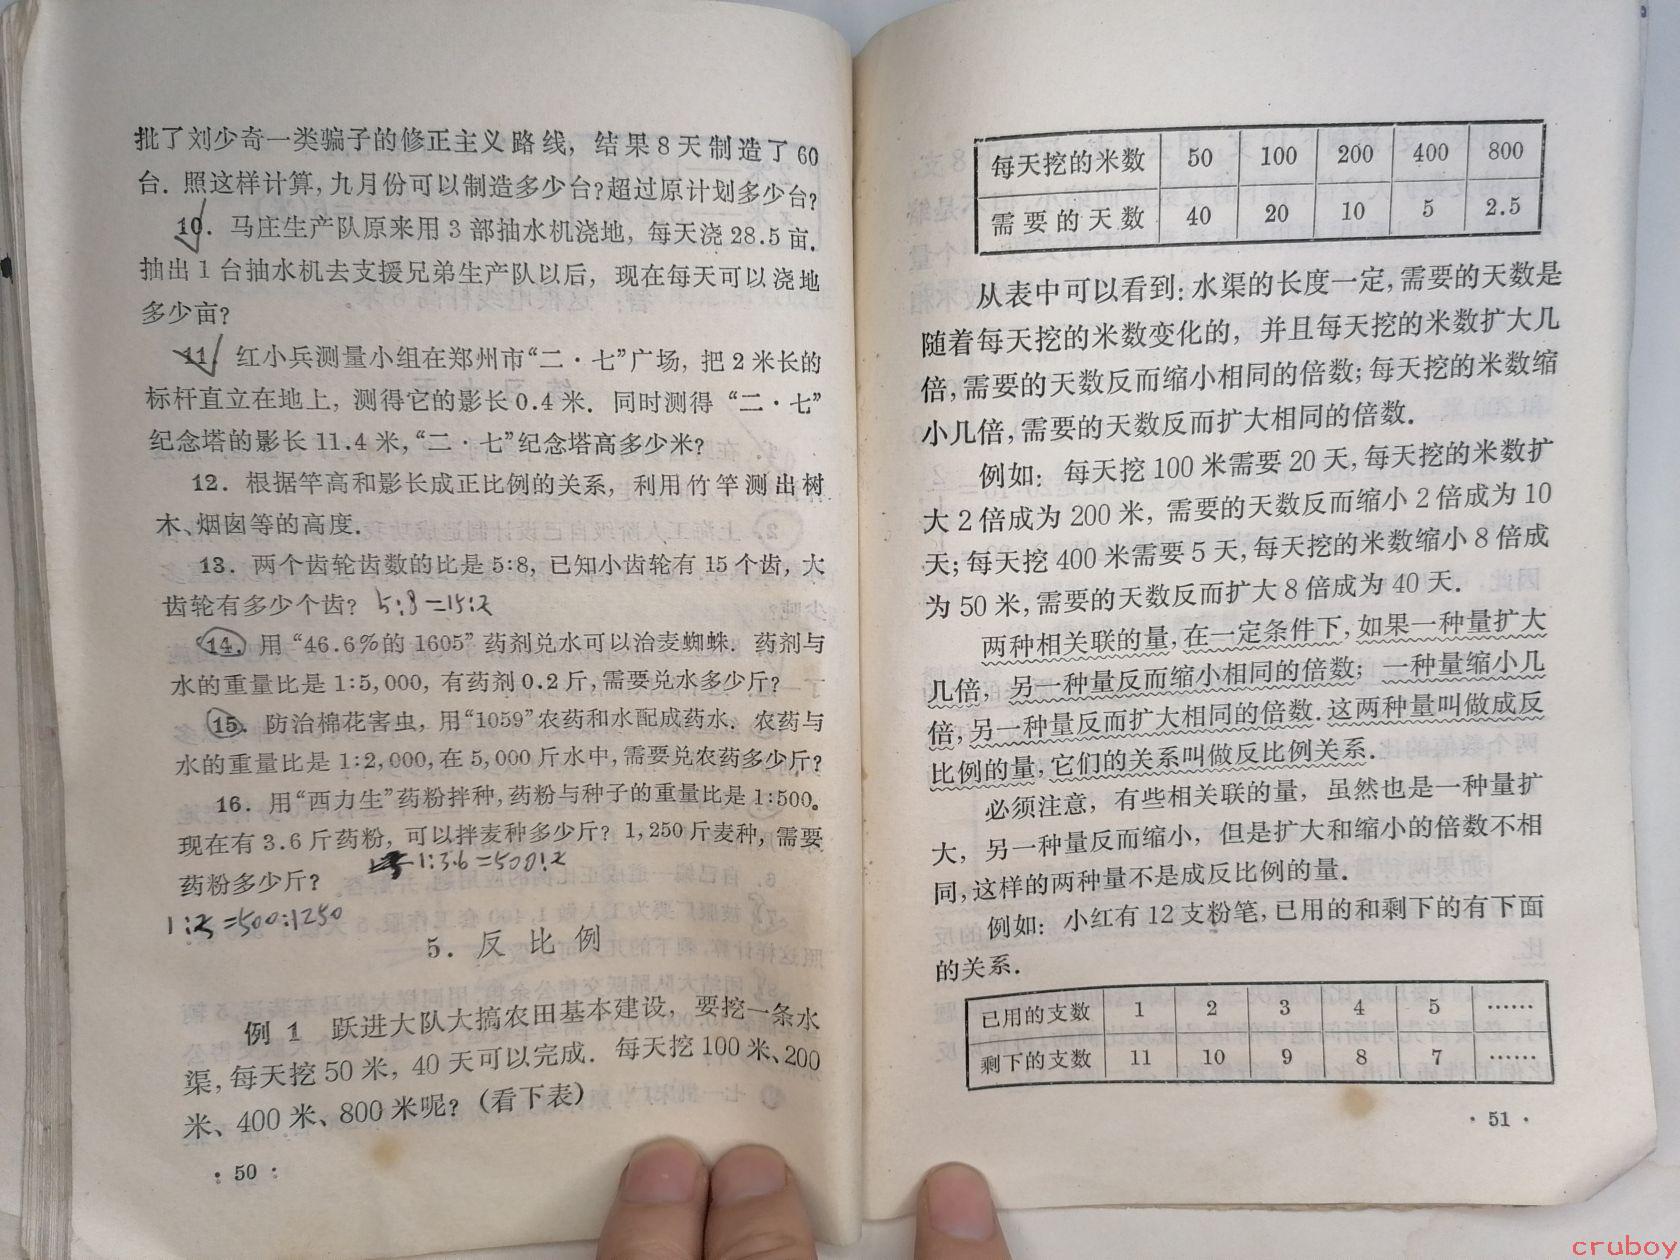 批了刘少奇一类骗子的修正主义路线，结果8天制造了60
台．照这样计算，九月份可以制造多少台？超过原计划多少台？
10．马庄生产队原来用3部抽水机浇地，每天浇28.5亩．
抽出1台抽水机去支援兄弟生产队以后，现在每天可以浇地
多少亩？
11．红小兵测量小组在郑州市“二·七”广场，把2米长的
标杆直立在地上，测得它的影长0.4米．同时测得“二·七”
纪念塔的影长11.4米，“二·七”纪念塔高多少米？
12．根据竿高和影长成正比例的关系，利用竹竿测出树
木、烟囱等的高度．
13．两个齿轮齿数的比是5:8，已知小齿轮有15个齿，大
齿轮有多少个齿？ 5:8=15:x
14．用“46.6%的1605”药剂兑水可以治麦蜘蛛．药剂与
水的重量比是1:5,000，有药剂0.2斤，需要兑水多少斤？
15．防治棉花害虫，用“1059”农药和水配成药水．农药与
水的重量比是1:2,000，在5,000斤水中，需要兑农药多少斤？
16．用“西力生”药粉拌种，药粉与种子的重量比是1:500。
现在有3.6斤药粉，可以拌麦种多少斤？1,250斤麦种，需要
药粉多少斤？ 1:3.6=500:x
1:x=500:1250
5．反比例
例1 跃进大队大搞农田基本建设，要挖一条水
渠，每天挖50米，40天可以完成．每天挖100米、200
米、400米、800米呢？（看下表）
·50·
每天挖的米数 50 100 200 400 800
需要的天数 40 20 10 5 2.5
从表中可以看到：水渠的长度一定，需要的天数是
随着每天挖的米数变化的，并且每天挖的米数扩大几
倍，需要的天数反而缩小相同的倍数；每天挖的米数缩
小几倍，需要的天数反而扩大相同的倍数．
例如：每天挖100米需要20天，每天挖的米数扩
大2倍成为200米，需要的天数反而缩小2倍成为10
天；每天挖400米需要5天，每天挖的米数缩小8倍成
为50米，需要的天数反而扩大8倍成为40天．
两种相关联的量，在一定条件下，如果一种量扩大
几倍，另一种量反而缩小相同的倍数；一种量缩小几
倍，另一种量反而扩大相同的倍数．这两种量叫做成反
比例的量，它们的关系叫做反比例关系．
必须注意，有些相关联的量，虽然也是一种量扩
大，另一种量反而缩小，但是扩大和缩小的倍数不相
同，这样的两种量不是成反比例的量．
例如：小红有12支粉笔，已用的和剩下的有下面
的关系．
已用的支数 1 2 3 4 5 ……
剩下的支数 11 10 9 8 7 ……
·51·
cruboy